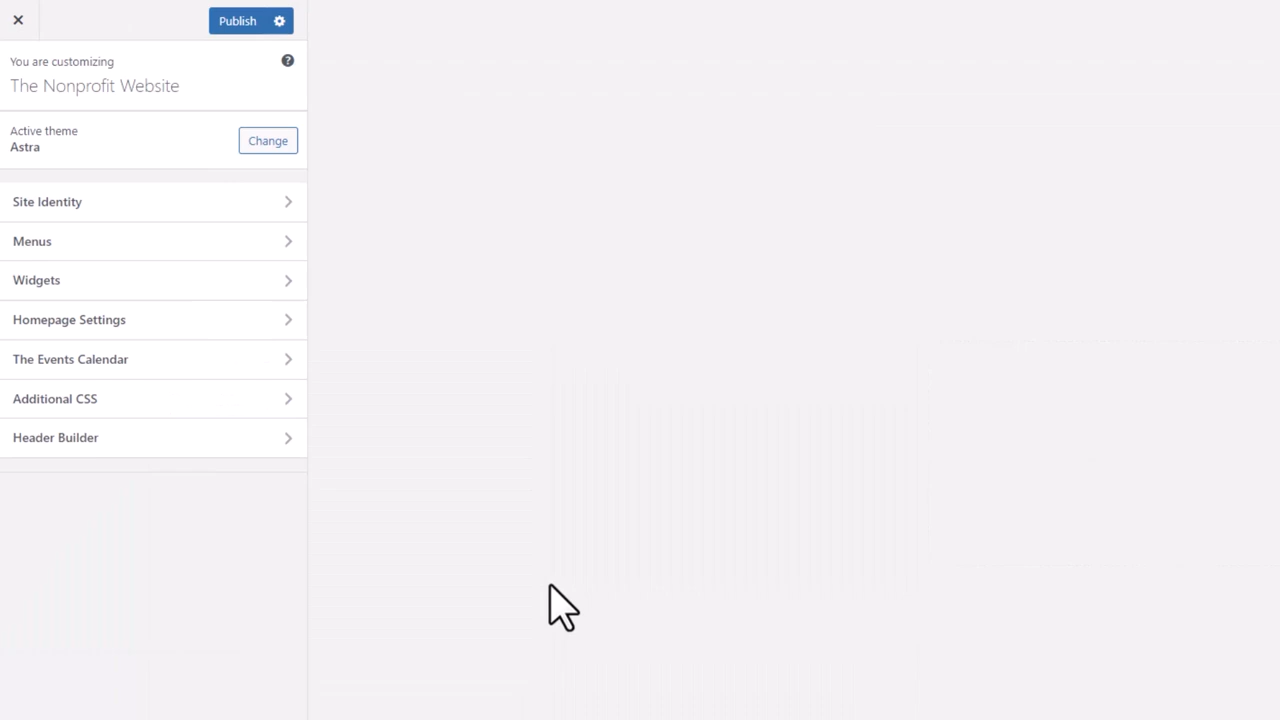 Publish
You are customizing
The Nonprofit Website
Active theme
Astra
Change
Site Identity
Menus
Widgets
Homepage Settings
The Events Calendar
Additional CSS
Header Builder